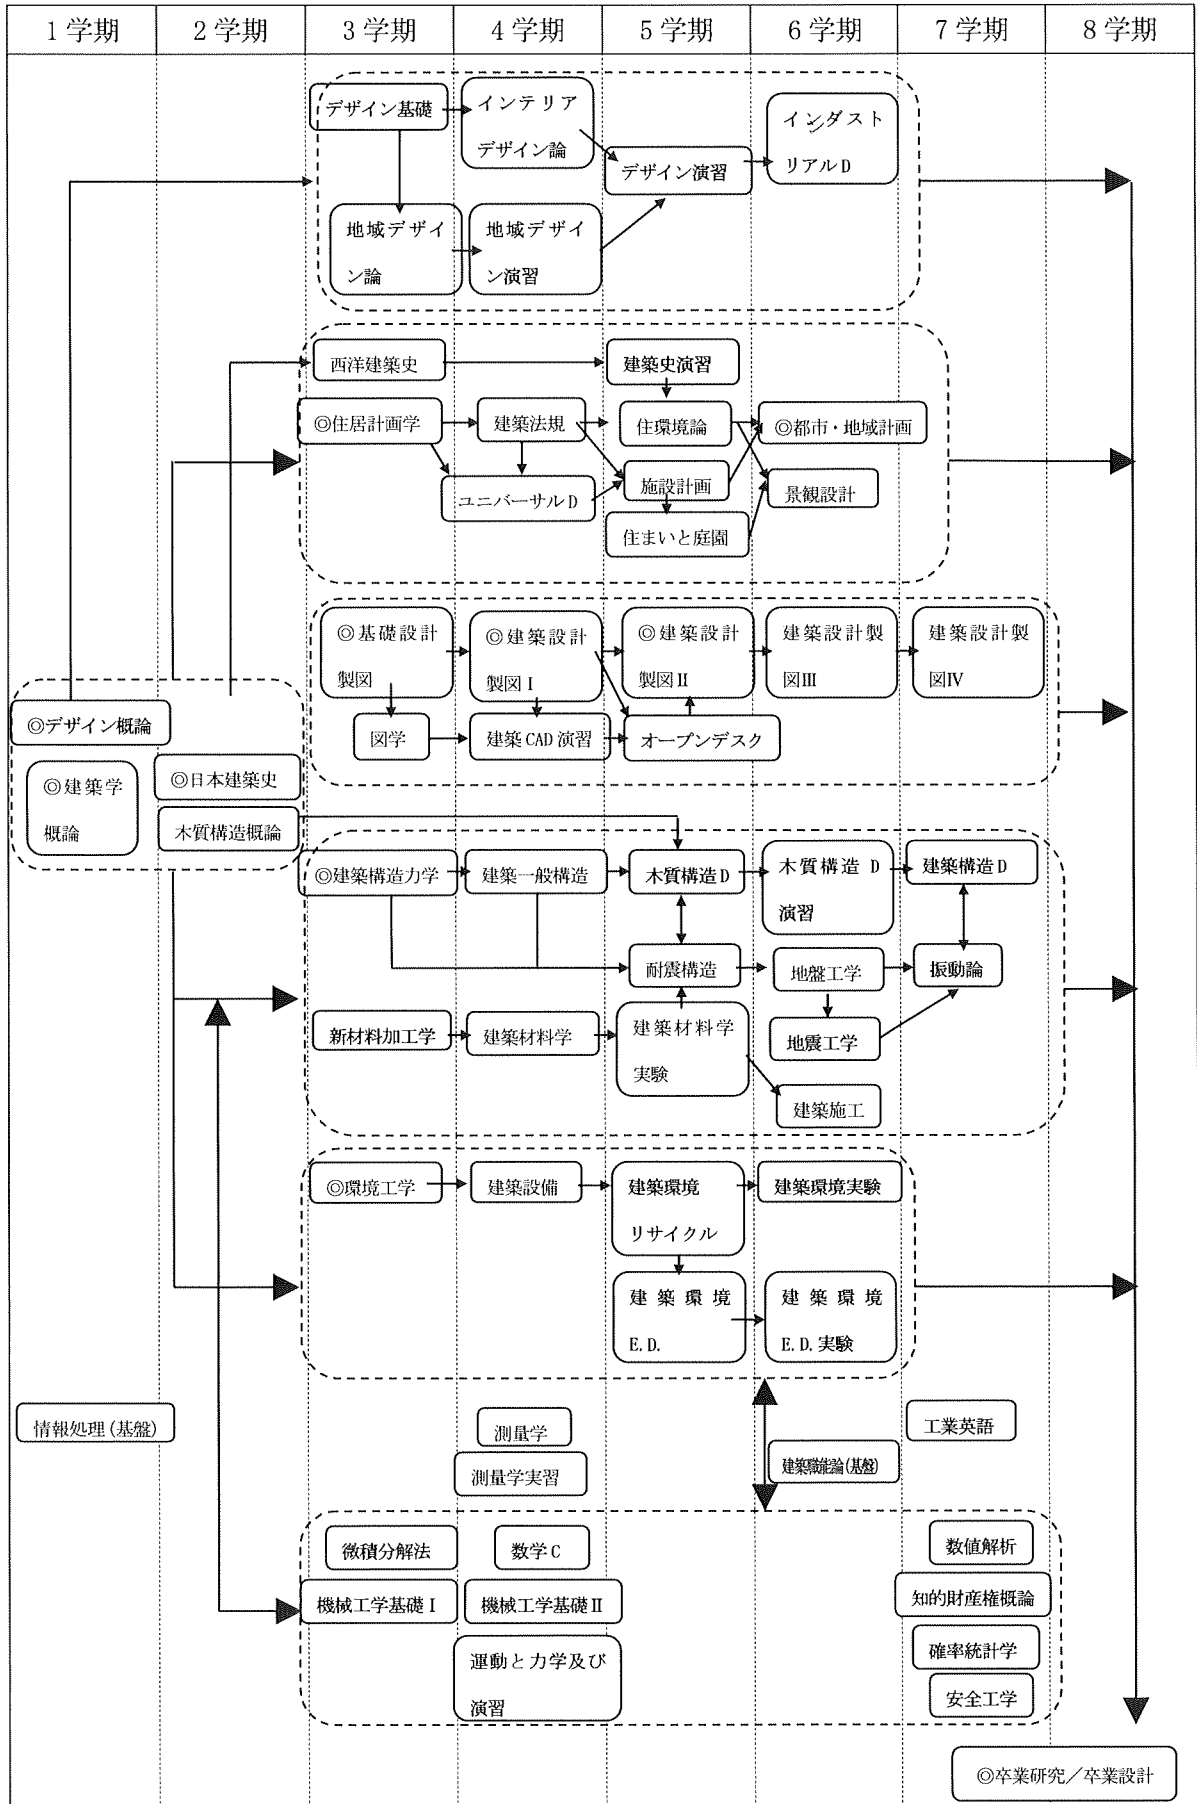 1 学期
2 学期
3 学期
4 学期
5 学期
6 学期
7 学期
8 学期
デザイン基礎
インテリア
デザイン論
インダスト
リアル D
デザイン演習
地域デザイ
ン論
地域デザイ
ン演習
西洋建築史
建築史演習
◎住居計画学
建築法規
住環境論
◎都市・地域計画
ユニバーサル D
施設計画
景観設計
住まいと庭園
◎基礎設計
製図
◎建築設計
製図 I
◎建築設計
製図 II
建築設計製
図III
建築設計製
図IV
図学
建築 CAD 演習
オープンデスク
◎デザイン概論
◎建築学
概論
◎日本建築史
木質構造概論
◎建築構造力学
建築一般構造
木質構造 D
木質構造 D
演習
建築構造 D
耐震構造
地盤工学
振動論
新材料加工学
建築材料学
建築材料学
実験
地震工学
建築施工
◎環境工学
建築設備
建築環境
リサイクル
建築環境実験
建築環境
E.D.
建築環境
E.D.実験
情報処理(基盤)
測量学
測量学実習
建築職能論(基盤)
工業英語
微積分解法
数学 C
数値解析
機械工学基礎 I
機械工学基礎 II
知的財産権概論
運動と力学及び
演習
確率統計学
安全工学
◎卒業研究／卒業設計